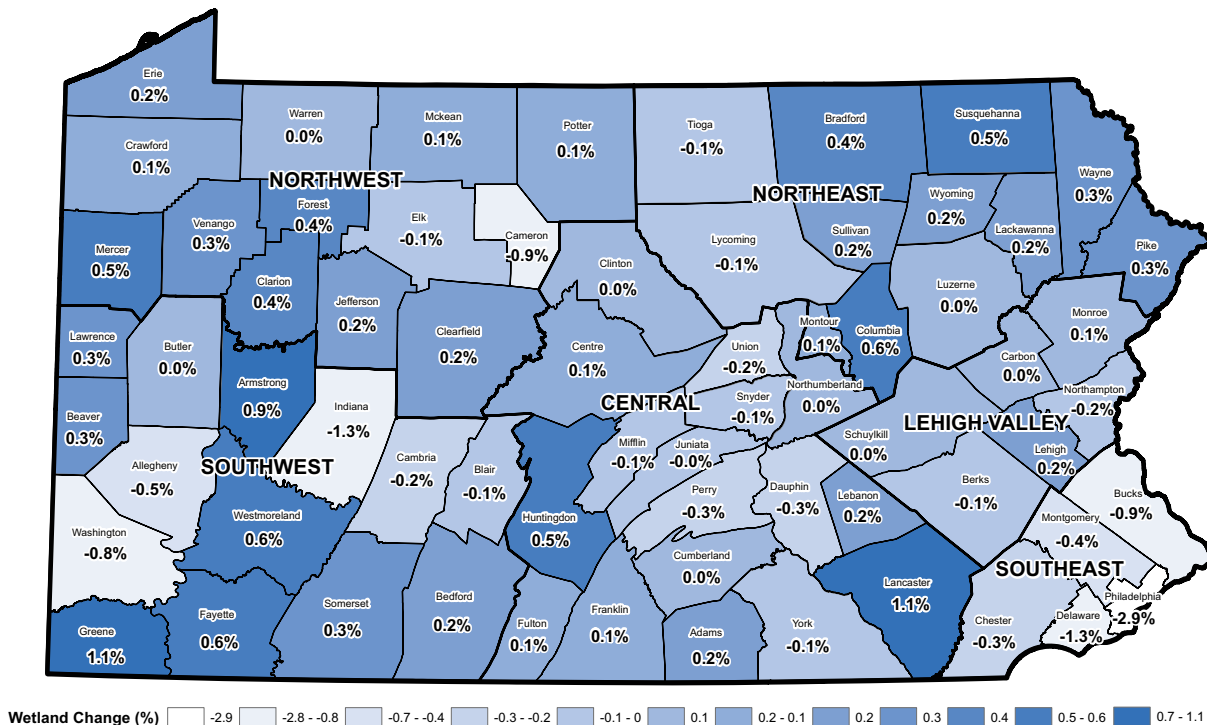 Erie
0.2%
Warren
0.0%
Mckean
0.1%
Potter
0.1%
Tioga
-0.1%
Bradford
0.4%
Susquehanna
0.5%
Crawford
0.1%
Wayne
0.3%
NORTHWEST
NORTHEAST
Forest
0.4%
Venango
0.3%
Elk
-0.1%
Cameron
-0.9%
Wyoming
0.2%
Lackawanna
0.2%
Sullivan
0.2%
Mercer
0.5%
Lycoming
-0.1%
Pike
0.3%
Clarion
0.4%
Clinton
0.0%
Luzerne
0.0%
Jefferson
0.2%
Monroe
0.1%
Lawrence
0.3%
Butler
0.0%
Clearfield
0.2%
Centre
0.1%
Union
-0.2%
Montour
0.1%
Columbia
0.6%
Carbon
0.0%
Armstrong
0.9%
Northumberland
0.0%
Northampton
-0.2%
Indiana
-1.3%
CENTRAL
Snyder
-0.1%
LEHIGH VALLEY
Beaver
0.3%
Schuylkill
0.0%
Lehigh
0.2%
Allegheny
-0.5%
SOUTHWEST
Cambria
-0.2%
Blair
-0.1%
Mifflin
-0.1%
Juniata
-0.0%
Berks
-0.1%
Perry
-0.3%
Dauphin
-0.3%
Lebanon
0.2%
Bucks
-0.9%
Washington
-0.8%
Westmoreland
0.6%
Huntingdon
0.5%
Montgomery
-0.4%
Cumberland
0.0%
SOUTHEAST
Lancaster
1.1%
Philadelphia
-2.9%
Greene
1.1%
Fayette
0.6%
Somerset
0.3%
Bedford
0.2%
Fulton
0.1%
Franklin
0.1%
Adams
0.2%
York
-0.1%
Chester
-0.3%
Delaware
-1.3%
Wetland Change (%) -2.9 -2.8 - -0.8 -0.7 - -0.4 -0.3 - -0.2 -0.1 - 0 0.1 0.2 - 0.1 0.2 0.3 0.4 0.5 - 0.6 0.7 - 1.1